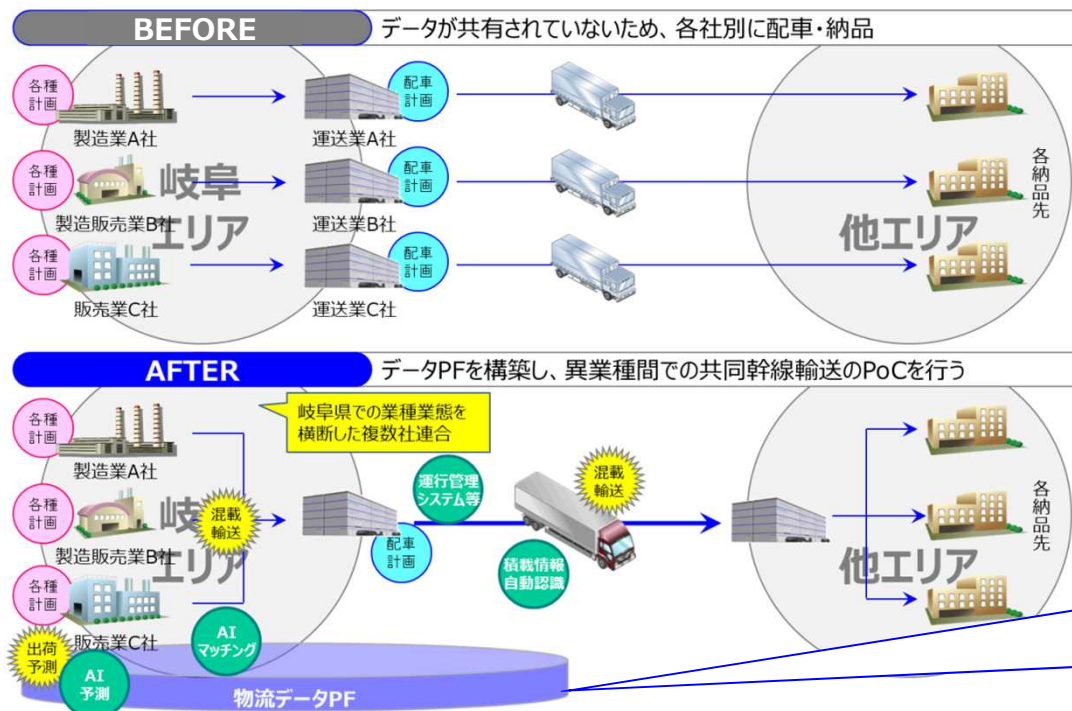 BEFORE
データが共有されていないため、各社別に配車・納品
各種
計画
製造業A社
運送業A社
配車
計画
各種
計画
製造販売業B社
運送業B社
配車
計画
各種
計画
販売業C社
運送業C社
配車
計画
岐阜
エリア
他エリア
各納品先
AFTER
データPFを構築し、異業種間での共同幹線輸送のPoCを行う
岐阜県での業種業態を
横断した複数社連合
各種
計画
製造業A社
各種
計画
製造販売業B社
各種
計画
販売業C社
岐
エリア
混載
輸送
配車
計画
運行管理
システム等
混載
輸送
積載情報
自動認識
他エリア
各納品先
出荷
予測
AI
予測
AI
マッチング
物流データPF